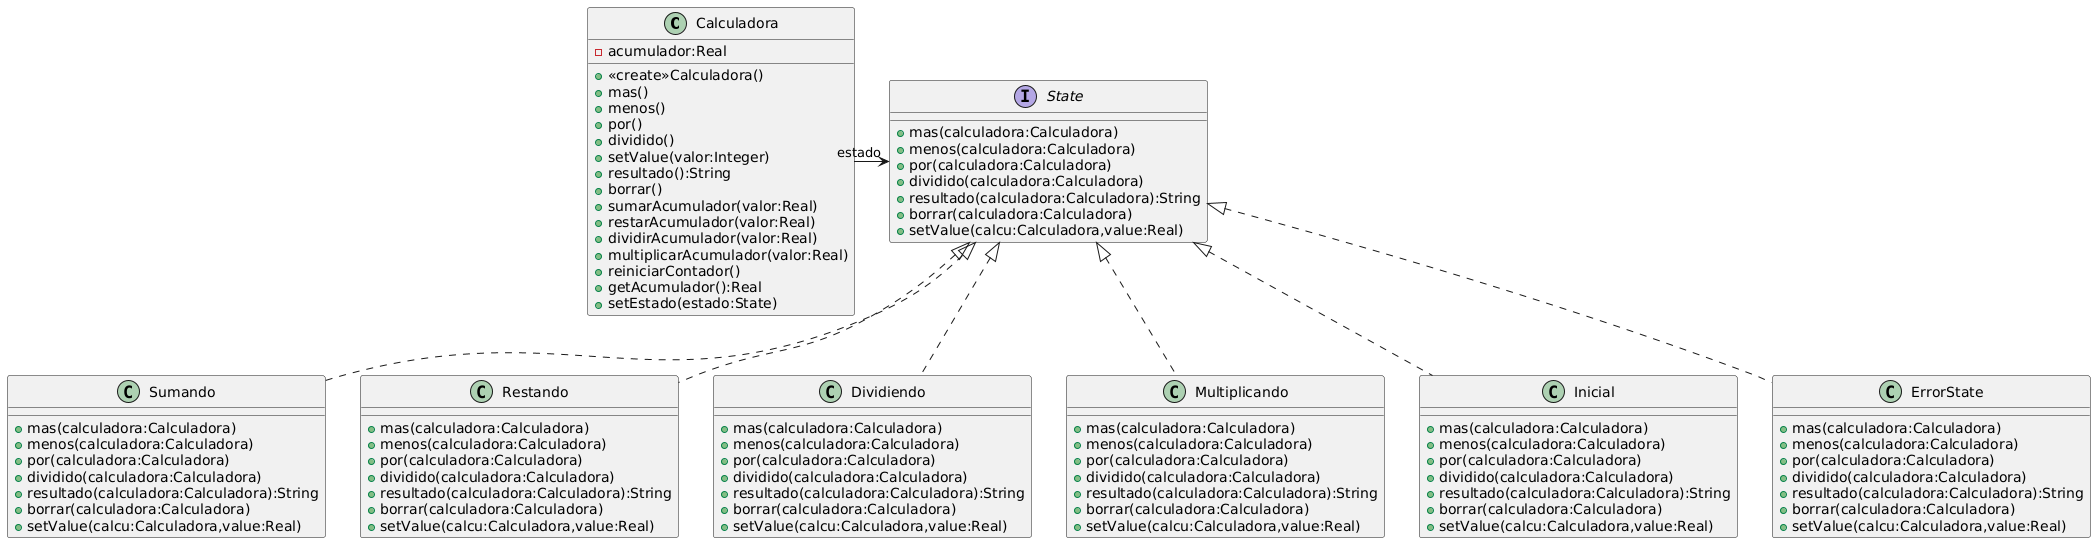 C Calculadora
acumulador:Real
«create»Calculadora()
mas()
menos()
por()
dividido()
setValue(valor:Integer)
resultado():String
borrar()
sumarAcumulador(valor:Real)
restarAcumulador(valor:Real)
dividirAcumulador(valor:Real)
multiplicarAcumulador(valor:Real)
reiniciarContador()
getAcumulador():Real
setEstado(estado:State)
estado
I State
mas(calculadora:Calculadora)
menos(calculadora:Calculadora)
por(calculadora:Calculadora)
dividido(calculadora:Calculadora)
resultado(calculadora:Calculadora):String
borrar(calculadora:Calculadora)
setValue(calcu:Calculadora,value:Real)
C Sumando
mas(calculadora:Calculadora)
menos(calculadora:Calculadora)
por(calculadora:Calculadora)
dividido(calculadora:Calculadora)
resultado(calculadora:Calculadora):String
borrar(calculadora:Calculadora)
setValue(calcu:Calculadora,value:Real)
C Restando
mas(calculadora:Calculadora)
menos(calculadora:Calculadora)
por(calculadora:Calculadora)
dividido(calculadora:Calculadora)
resultado(calculadora:Calculadora):String
borrar(calculadora:Calculadora)
setValue(calcu:Calculadora,value:Real)
C Dividiendo
mas(calculadora:Calculadora)
menos(calculadora:Calculadora)
por(calculadora:Calculadora)
dividido(calculadora:Calculadora)
resultado(calculadora:Calculadora):String
borrar(calculadora:Calculadora)
setValue(calcu:Calculadora,value:Real)
C Multiplicando
mas(calculadora:Calculadora)
menos(calculadora:Calculadora)
por(calculadora:Calculadora)
dividido(calculadora:Calculadora)
resultado(calculadora:Calculadora):String
borrar(calculadora:Calculadora)
setValue(calcu:Calculadora,value:Real)
C Inicial
mas(calculadora:Calculadora)
menos(calculadora:Calculadora)
por(calculadora:Calculadora)
dividido(calculadora:Calculadora)
resultado(calculadora:Calculadora):String
borrar(calculadora:Calculadora)
setValue(calcu:Calculadora,value:Real)
C ErrorState
mas(calculadora:Calculadora)
menos(calculadora:Calculadora)
por(calculadora:Calculadora)
dividido(calculadora:Calculadora)
resultado(calculadora:Calculadora):String
borrar(calculadora:Calculadora)
setValue(calcu:Calculadora,value:Real)